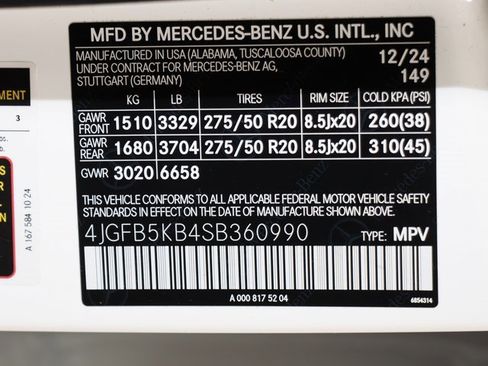 MFD BY MERCEDES-BENZ U.S. INTL., INC
MANUFACTURED IN USA (ALABAMA, TUSCALOOSA COUNTY) 12/24
UNDER CONTRACT FOR MERCEDES-BENZ AG,
STUTTGART (GERMANY) 149
KG LB TIRES RIM SIZE COLD KPA (PSI)
GAWR FRONT 1510 3329 275/50 R20 8.5Jx20 260(38)
GAWR REAR 1680 3704 275/50 R20 8.5Jx20 310(45)
GVWR 3020 6658
THIS VEHICLE CONFORMS TO ALL APPLICABLE FEDERAL MOTOR VEHICLE SAFETY
STANDARDS IN EFFECT ON THE DATE OF MANUFACTURE SHOWN ABOVE.
4JGFB5KB4SB360990 TYPE: MPV
A 000 817 52 04 6854314
MENT
3
lbs.
A 167 584 10 24